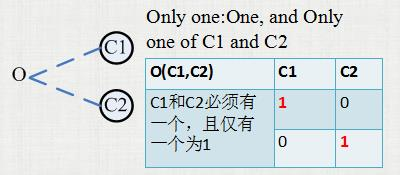 Only one:One, and Only
one of C1 and C2
O
C1
C2
O(C1,C2) C1 C2
C1和C2必须有 1 0
一个，且仅有
一个为1 0 1